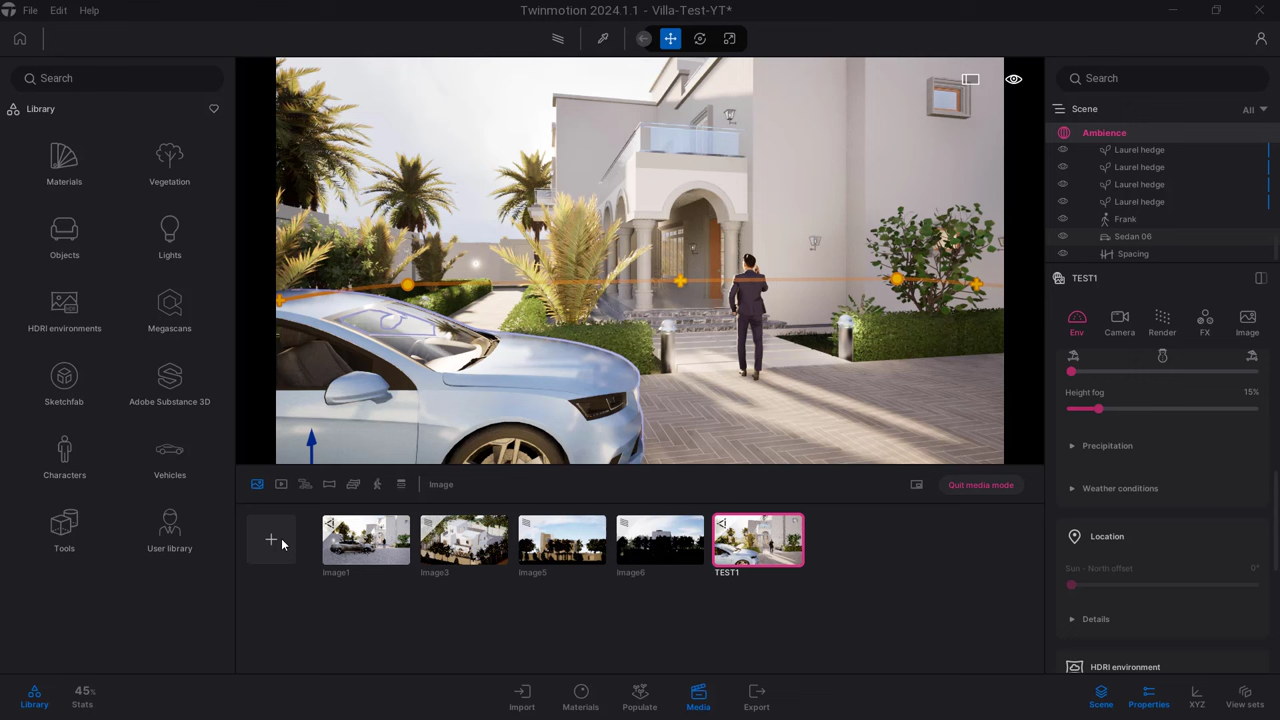 File Edit Help
Twinmotion 2024.1.1 - Villa-Test-YT*
Search
Library
Materials
Vegetation
Objects
Lights
HDRI environments
Megascans
Sketchfab
Adobe Substance 3D
Characters
Vehicles
Tools
User library
Image
Quit media mode
Image1
Image3
Image5
Image6
TEST1
Search
Scene
All
Ambience
Laurel hedge
Laurel hedge
Laurel hedge
Laurel hedge
Frank
Sedan 06
Spacing
TEST1
Env
Camera
Render
FX
Image
Height fog 15%
Precipitation
Weather conditions
Location
Sun - North offset 0°
Details
HDRI environment
Library
45%
Stats
Import
Materials
Populate
Media
Export
Scene
Properties
XYZ
View sets